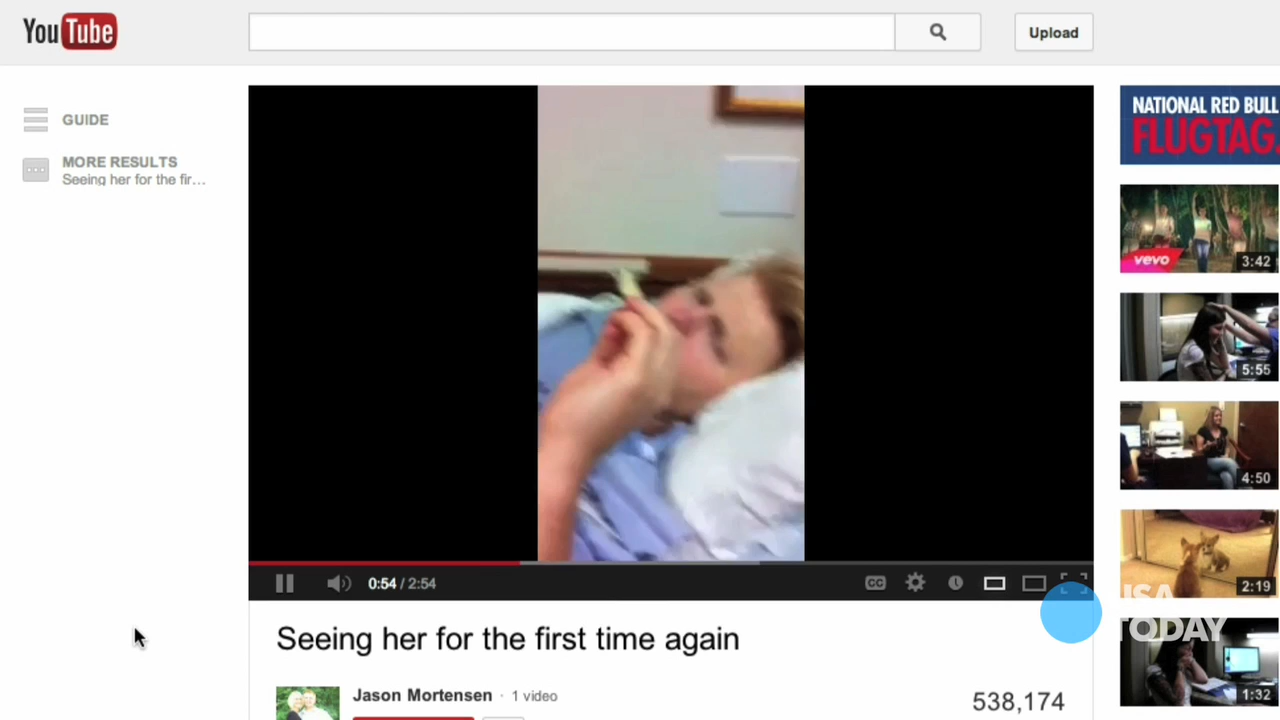 YouTube
Upload
GUIDE
MORE RESULTS
Seeing her for the fir...
NATIONAL RED BULL
FLUGTAG.
vevo
3:42
5:55
4:50
2:19
1:32
0:54 / 2:54
CC
USA
TODAY
Seeing her for the first time again
Jason Mortensen · 1 video
538,174